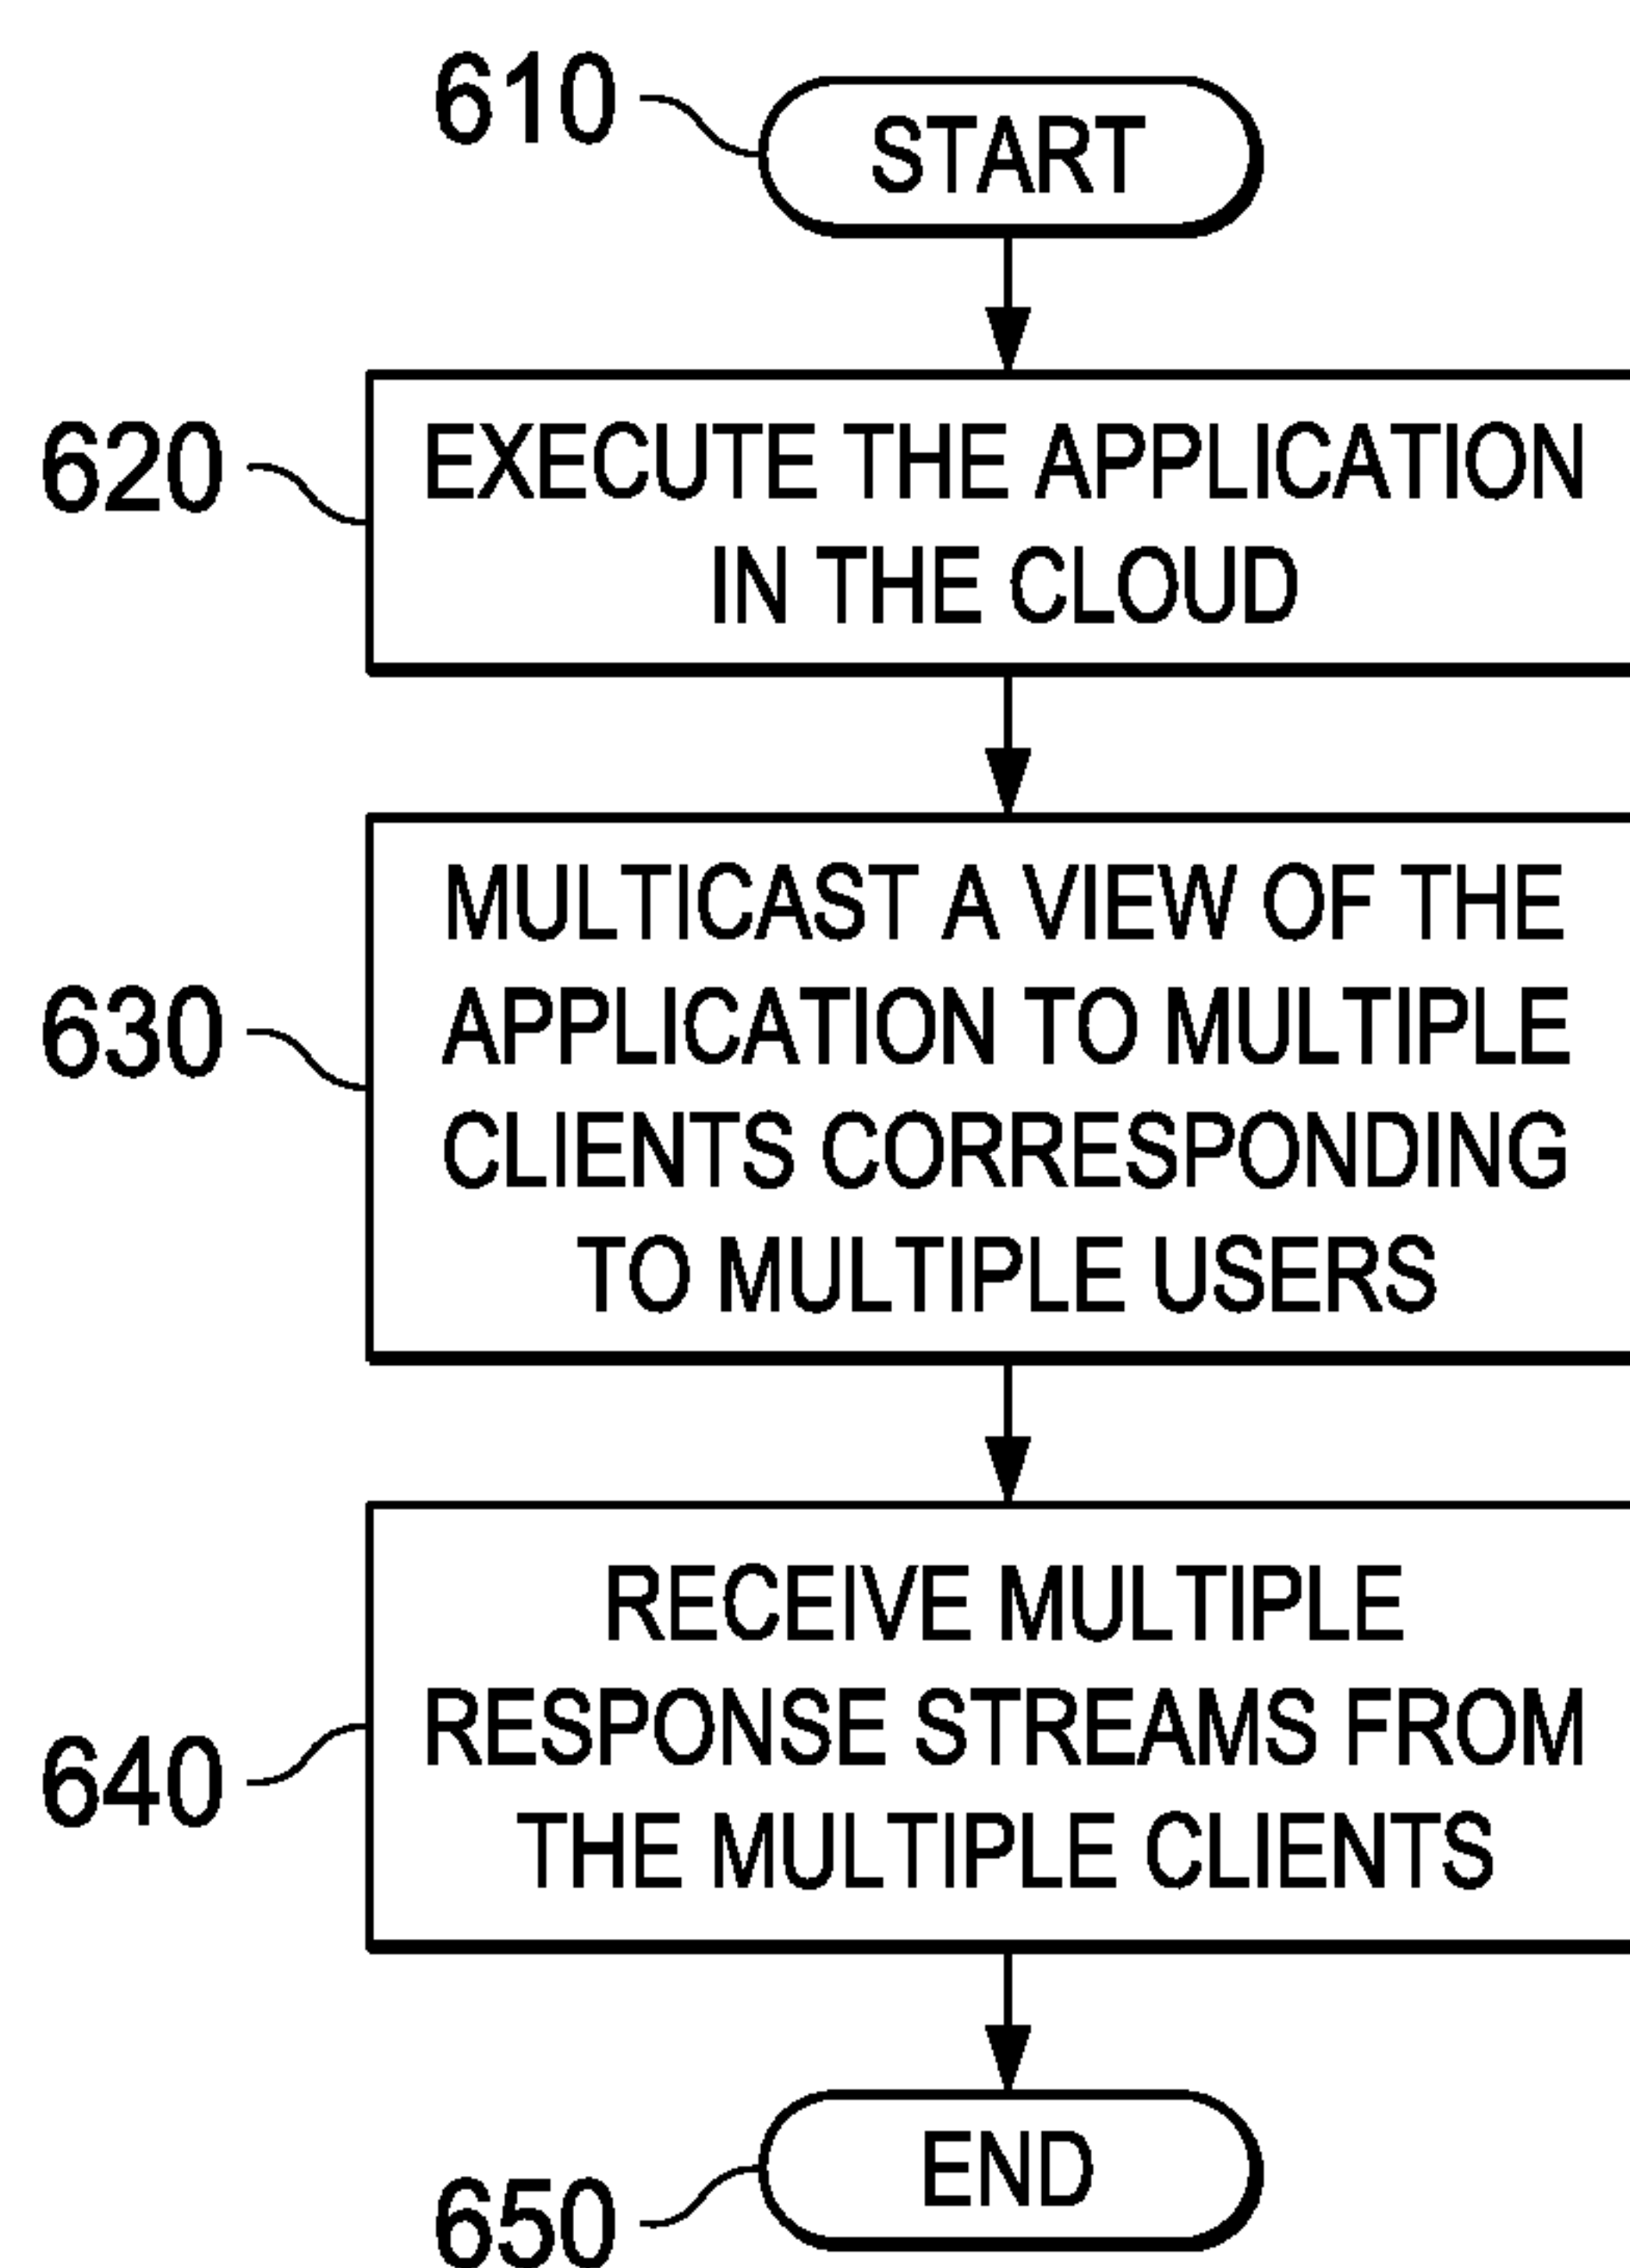 610
START
620
EXECUTE THE APPLICATION
IN THE CLOUD
630
MULTICAST A VIEW OF THE
APPLICATION TO MULTIPLE
CLIENTS CORRESPONDING
TO MULTIPLE USERS
640
RECEIVE MULTIPLE
RESPONSE STREAMS FROM
THE MULTIPLE CLIENTS
650
END